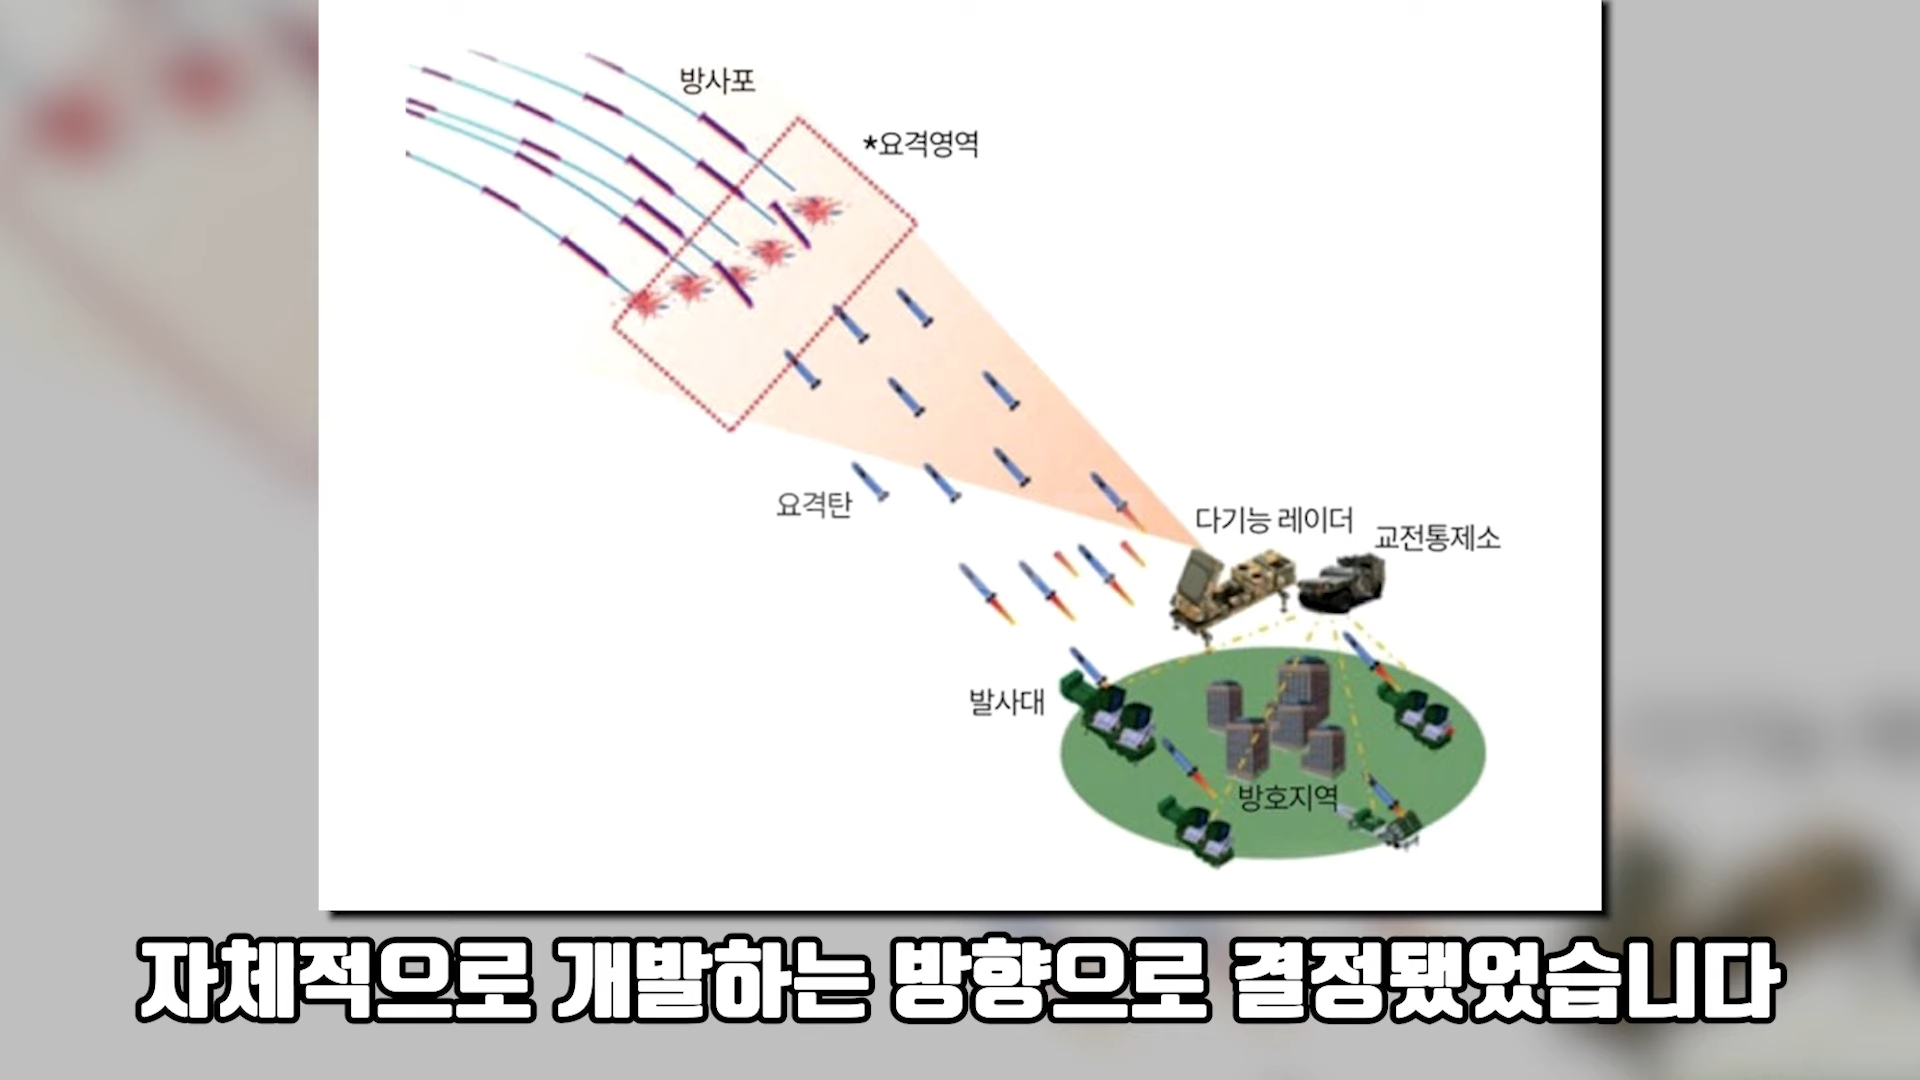 방사포
*요격영역
요격탄
다기능 레이더
교전통제소
발사대
방호지역
자체적으로 개발하는 방향으로 결정됐었습니다